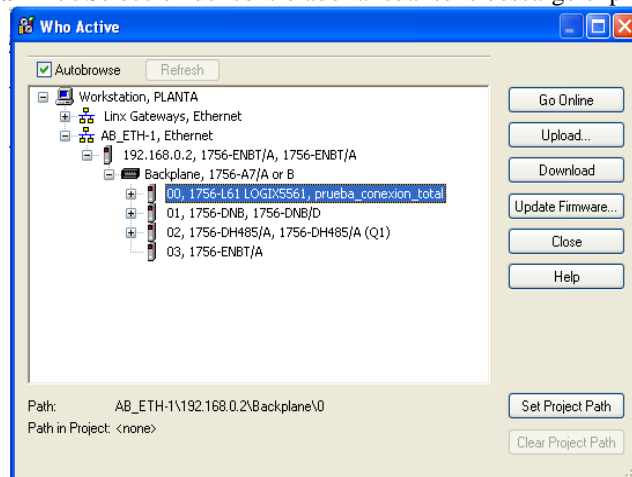 Who Active
Autobrowse
Refresh
Workstation, PLANTA
Linx Gateways, Ethernet
AB_ETH-1, Ethernet
192.168.0.2, 1756-ENBT/A, 1756-ENBT/A
Backplane, 1756-A7/A or B
00, 1756-L61 LOGIX5561, prueba_conexion_total
01, 1756-DNB, 1756-DNB/D
02, 1756-DH485/A, 1756-DH485/A (Q1)
03, 1756-ENBT/A
Go Online
Upload...
Download
Update Firmware...
Close
Help
Path: AB_ETH-1\192.168.0.2\Backplane\0
Path in Project: <none>
Set Project Path
Clear Project Path